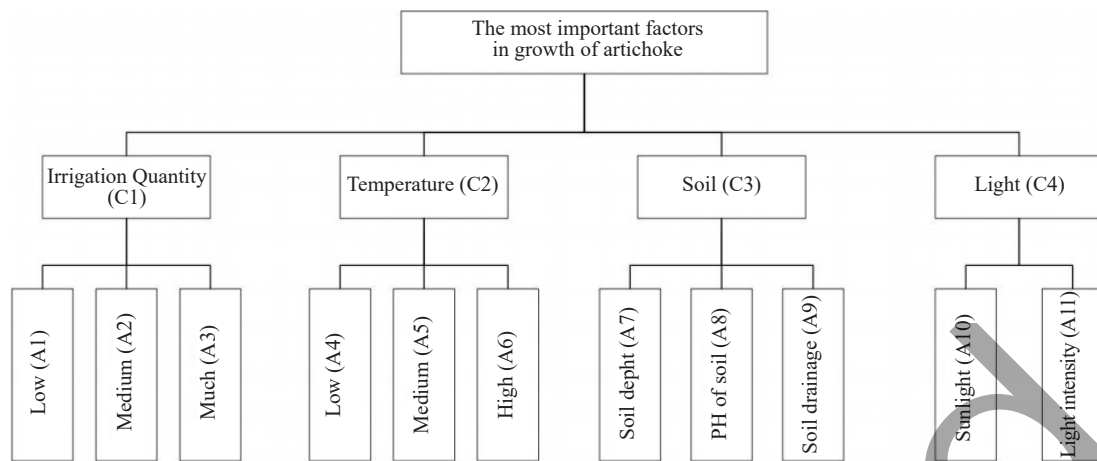 The most important factors
in growth of artichoke
Irrigation Quantity
(C1)
Temperature (C2)
Soil (C3)
Light (C4)
Low (A1)
Medium (A2)
Much (A3)
Low (A4)
Medium (A5)
High (A6)
Soil depht (A7)
PH of soil (A8)
Soil drainage (A9)
Sunlight (A10)
Light intensity (A11)